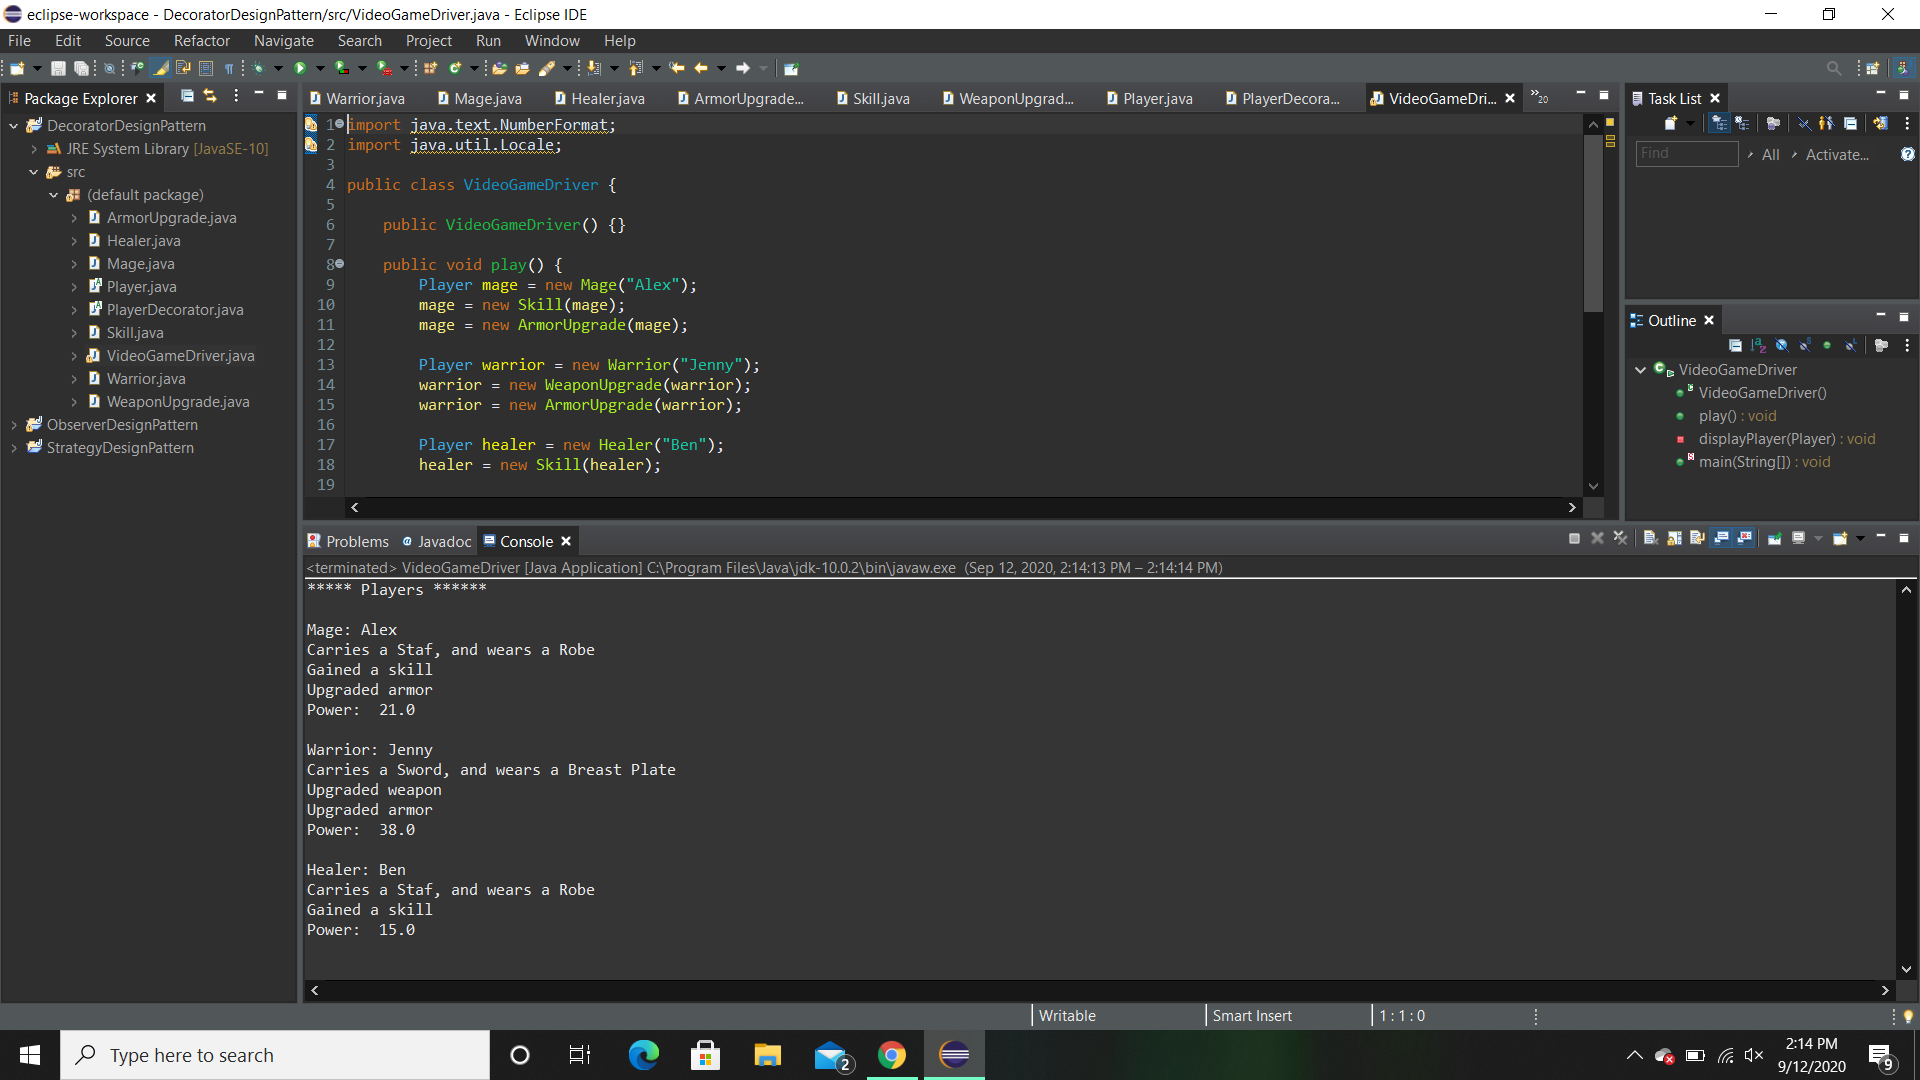 eclipse-workspace - DecoratorDesignPattern/src/VideoGameDriver.java - Eclipse IDE
File Edit Source Refactor Navigate Search Project Run Window Help
Package Explorer
DecoratorDesignPattern
JRE System Library [JavaSE-10]
src
(default package)
ArmorUpgrade.java
Healer.java
Mage.java
Player.java
PlayerDecorator.java
Skill.java
VideoGameDriver.java
Warrior.java
WeaponUpgrade.java
ObserverDesignPattern
StrategyDesignPattern
Warrior.java Mage.java Healer.java ArmorUpgrade... Skill.java WeaponUpgrad... Player.java PlayerDecora... VideoGameDri... »20
1 import java.text.NumberFormat;
2 import java.util.Locale;
3
4 public class VideoGameDriver {
5
6 public VideoGameDriver() {}
7
8 public void play() {
9 Player mage = new Mage("Alex");
10 mage = new Skill(mage);
11 mage = new ArmorUpgrade(mage);
12
13 Player warrior = new Warrior("Jenny");
14 warrior = new WeaponUpgrade(warrior);
15 warrior = new ArmorUpgrade(warrior);
16
17 Player healer = new Healer("Ben");
18 healer = new Skill(healer);
19
Task List
Find All Activate...
Outline
VideoGameDriver
VideoGameDriver()
play() : void
displayPlayer(Player) : void
main(String[]) : void
Problems Javadoc Console
<terminated> VideoGameDriver [Java Application] C:\Program Files\Java\jdk-10.0.2\bin\javaw.exe (Sep 12, 2020, 2:14:13 PM – 2:14:14 PM)
***** Players ******
Mage: Alex
Carries a Staf, and wears a Robe
Gained a skill
Upgraded armor
Power: 21.0
Warrior: Jenny
Carries a Sword, and wears a Breast Plate
Upgraded weapon
Upgraded armor
Power: 38.0
Healer: Ben
Carries a Staf, and wears a Robe
Gained a skill
Power: 15.0
Writable Smart Insert 1 : 1 : 0
Type here to search
2
2:14 PM
9/12/2020
9